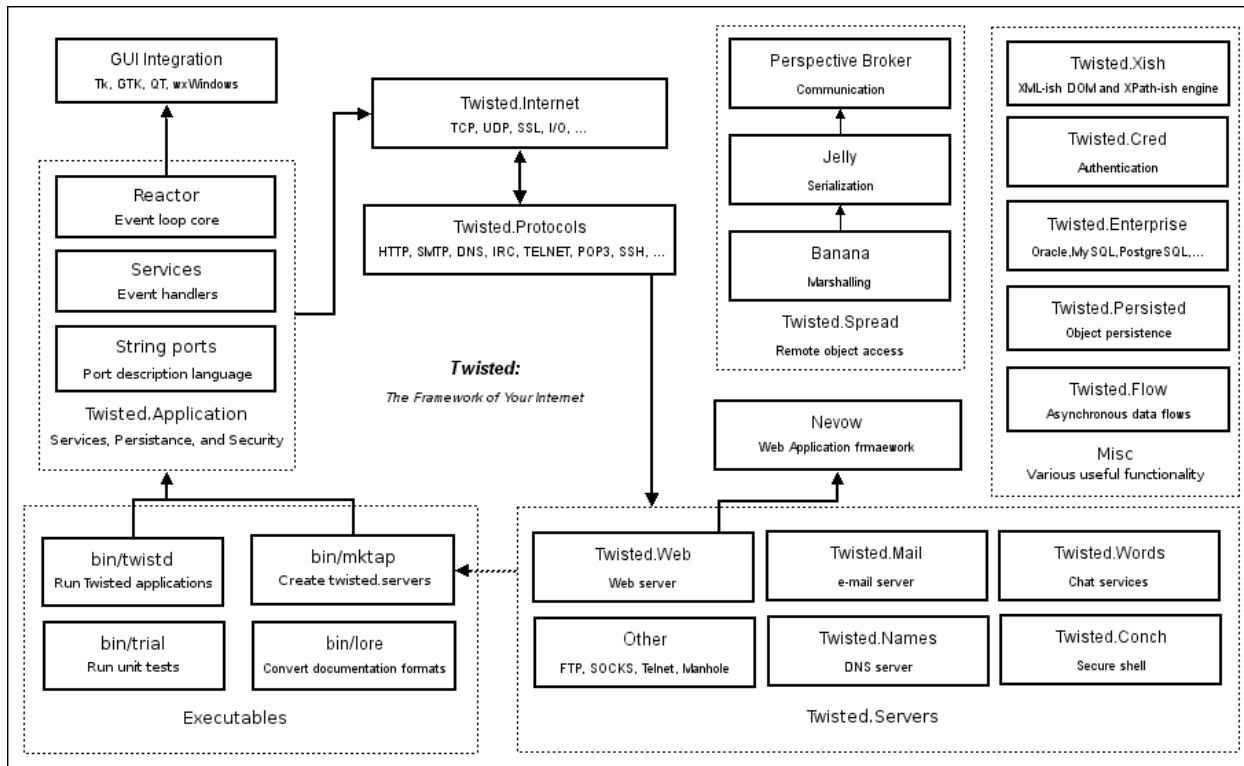 GUI Integration
Tk, GTK, QT, wxWindows
Reactor
Event loop core
Services
Event handlers
String ports
Port description language
Twisted.Application
Services, Persistance, and Security
Twisted.Internet
TCP, UDP, SSL, I/O, ...
Twisted.Protocols
HTTP, SMTP, DNS, IRC, TELNET, POP3, SSH, ...
Twisted:
The Framework of Your Internet
Perspective Broker
Communication
Jelly
Serialization
Banana
Marshalling
Twisted.Spread
Remote object access
Twisted.Xish
XML-ish DOM and XPath-ish engine
Twisted.Cred
Authentication
Twisted.Enterprise
Oracle,MySQL,PostgreSQL,...
Twisted.Persisted
Object persistence
Twisted.Flow
Asynchronous data flows
Misc
Various useful functionality
Nevow
Web Application frmaework
bin/twistd
Run Twisted applications
bin/mktap
Create twisted.servers
bin/trial
Run unit tests
bin/lore
Convert documentation formats
Executables
Twisted.Web
Web server
Twisted.Mail
e-mail server
Twisted.Words
Chat services
Other
FTP, SOCKS, Telnet, Manhole
Twisted.Names
DNS server
Twisted.Conch
Secure shell
Twisted.Servers